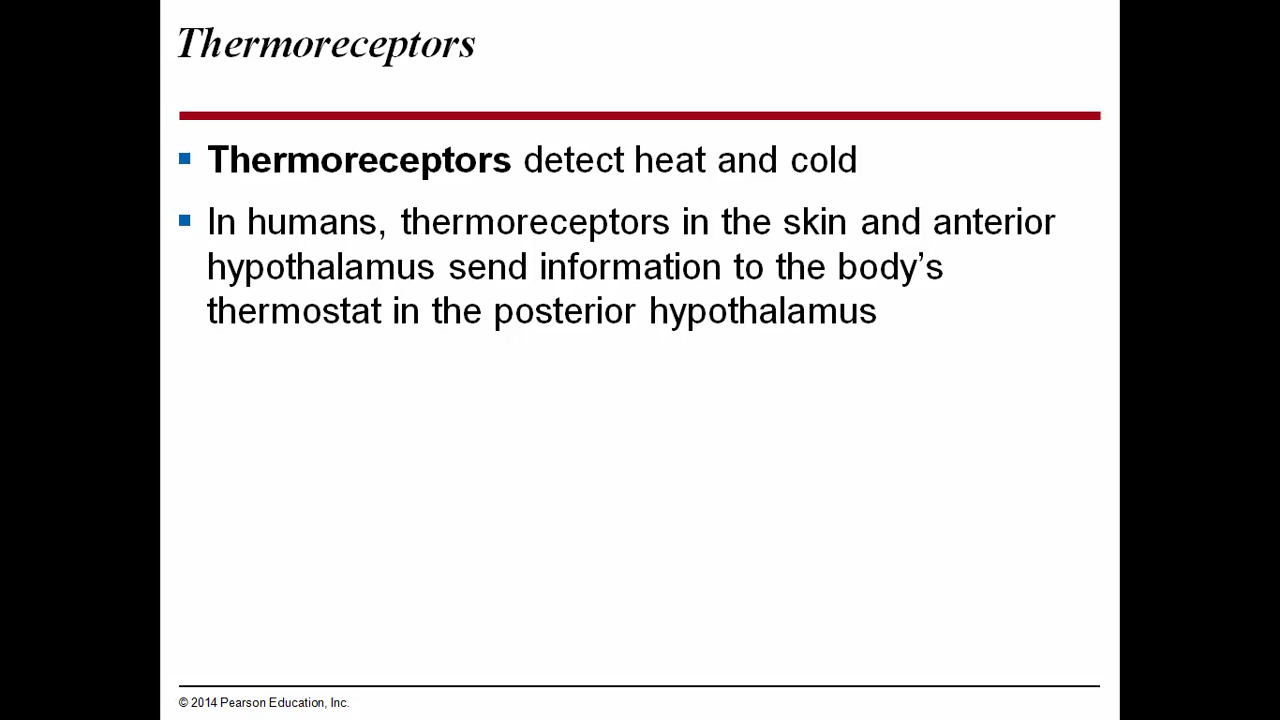 Thermoreceptors
▪ Thermoreceptors detect heat and cold
▪ In humans, thermoreceptors in the skin and anterior
hypothalamus send information to the body’s
thermostat in the posterior hypothalamus
© 2014 Pearson Education, Inc.